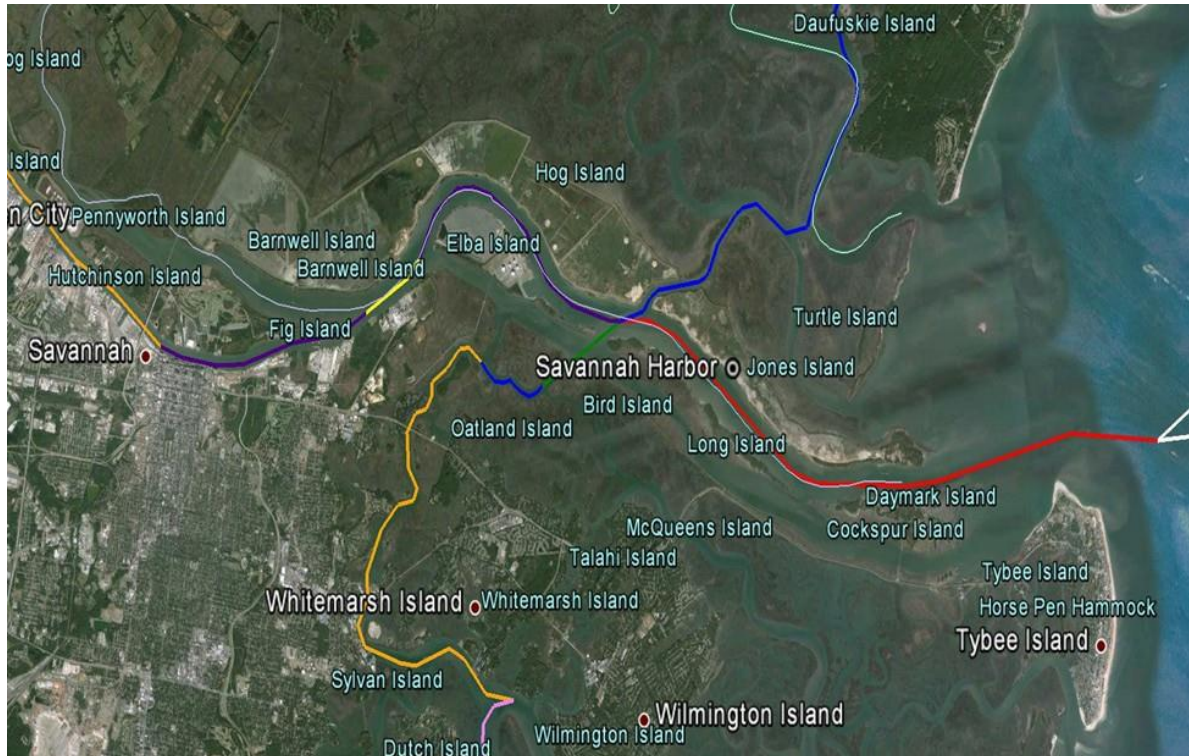 Daufuskie Island
og Island
Hog Island
Island
n City
Pennyworth Island
Barnwell Island
Elba Island
Barnwell Island
Hutchinson Island
Fig Island
Turtle Island
Savannah
Savannah Harbor
Jones Island
Bird Island
Oatland Island
Long Island
Daymark Island
McQueens Island
Cockspur Island
Talahi Island
Tybee Island
Whitemarsh Island
Whitemarsh Island
Horse Pen Hammock
Tybee Island
Sylvan Island
Wilmington Island
Wilmington Island
Dutch Island